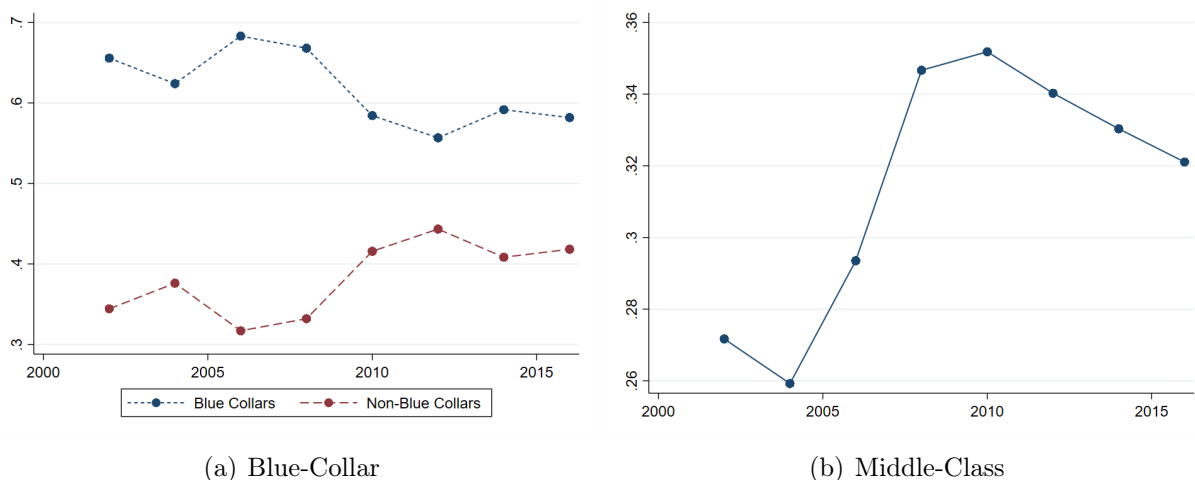 .7
.6
.5
.4
.3
2000 2005 2010 2015
Blue Collars Non-Blue Collars
(a) Blue-Collar
.36
.34
.32
.3
.28
.26
2000 2005 2010 2015
(b) Middle-Class